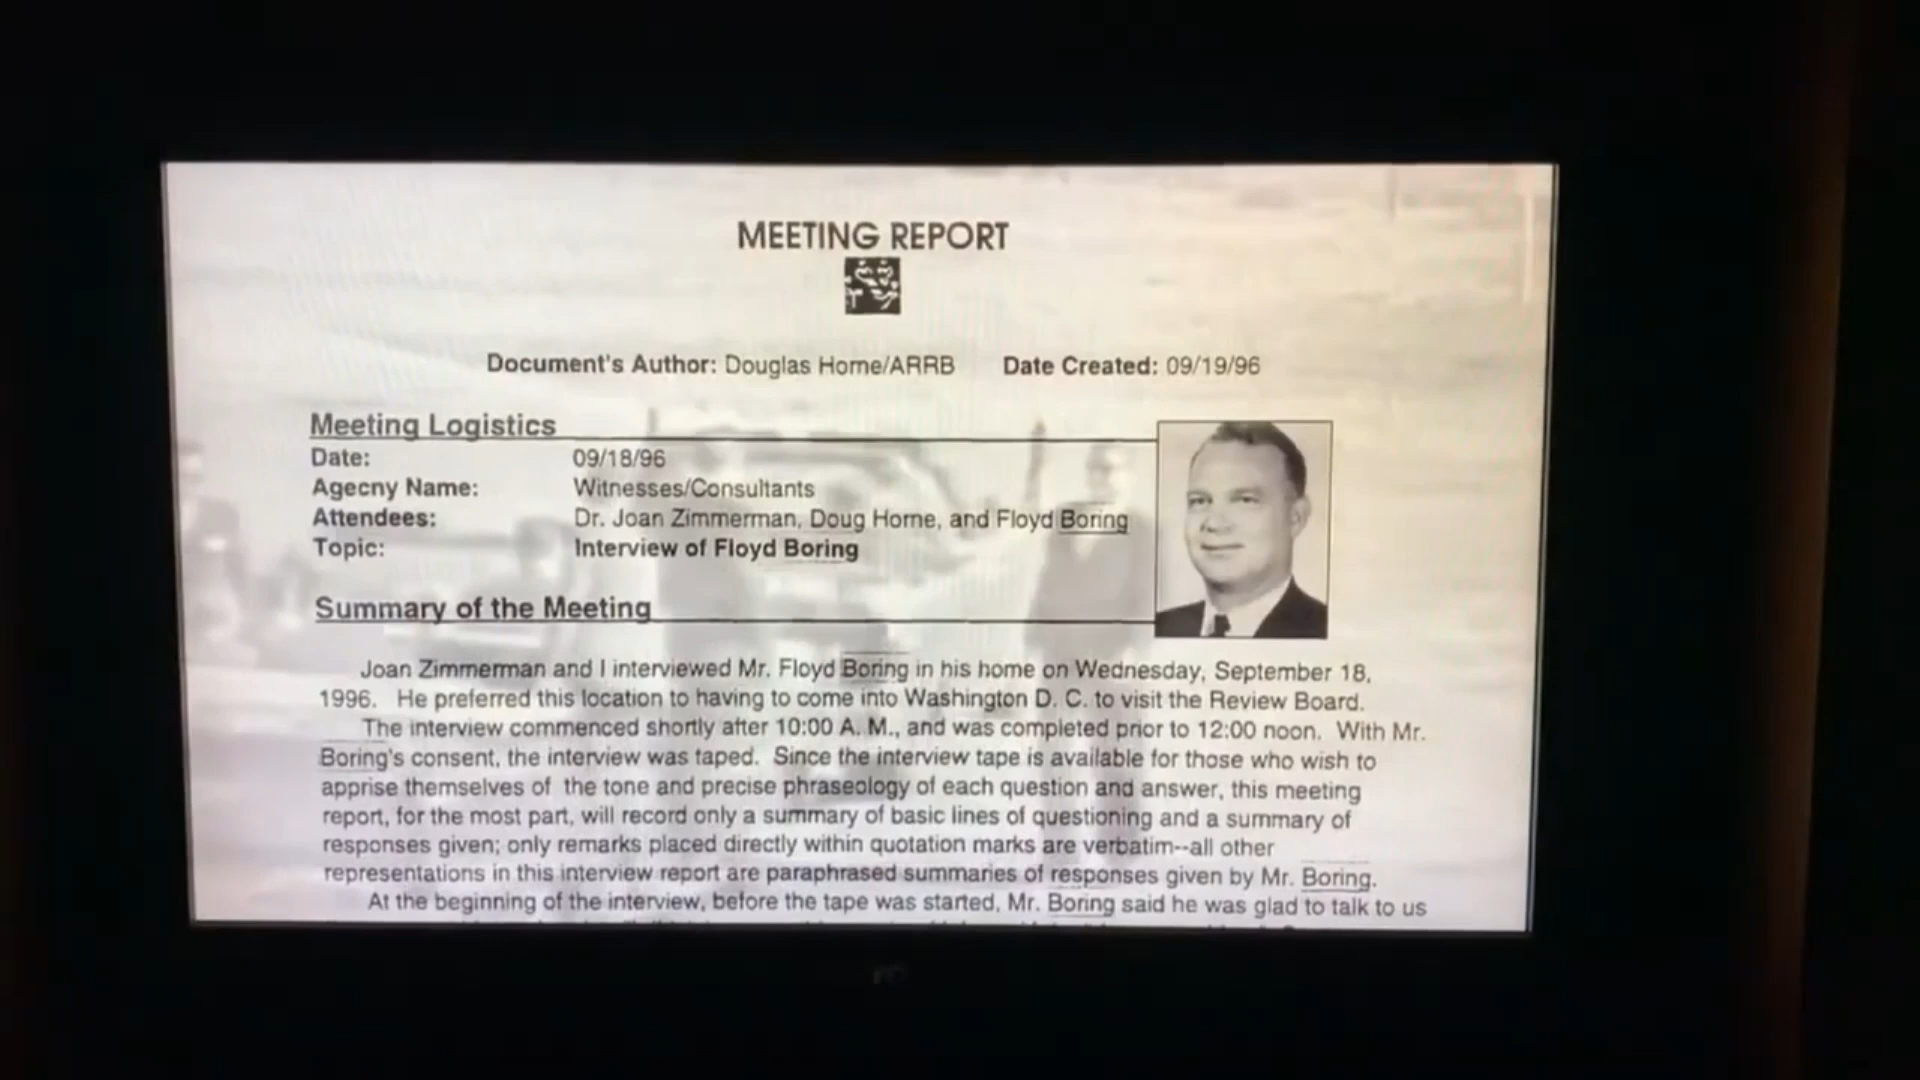 MEETING REPORT
Document's Author: Douglas Horne/ARRB Date Created: 09/19/96
Meeting Logistics
Date: 09/18/96
Agecny Name: Witnesses/Consultants
Attendees: Dr. Joan Zimmerman, Doug Horne, and Floyd Boring
Topic: Interview of Floyd Boring
Summary of the Meeting
Joan Zimmerman and I interviewed Mr. Floyd Boring in his home on Wednesday, September 18,
1996. He preferred this location to having to come into Washington D. C. to visit the Review Board.
The interview commenced shortly after 10:00 A. M., and was completed prior to 12:00 noon. With Mr.
Boring's consent, the interview was taped. Since the interview tape is available for those who wish to
apprise themselves of the tone and precise phraseology of each question and answer, this meeting
report, for the most part, will record only a summary of basic lines of questioning and a summary of
responses given; only remarks placed directly within quotation marks are verbatim--all other
representations in this interview report are paraphrased summaries of responses given by Mr. Boring.
At the beginning of the interview, before the tape was started, Mr. Boring said he was glad to talk to us